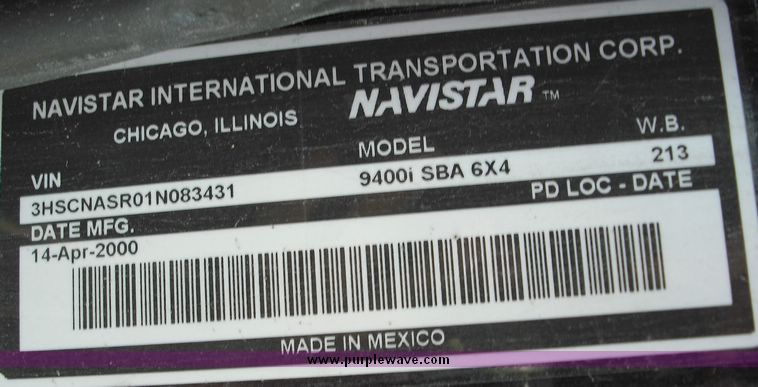 NAVISTAR INTERNATIONAL TRANSPORTATION CORP.
CHICAGO, ILLINOIS NAVISTAR TM
VIN MODEL W.B.
3HSCNASR01N083431 9400i SBA 6X4 213
DATE MFG. PD LOC - DATE
14-Apr-2000
MADE IN MEXICO
www.purplewave.com